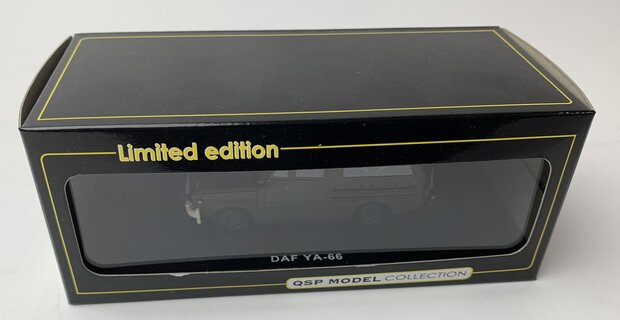 Limited edition
DAF YA-66
QSP MODEL COLLECTION